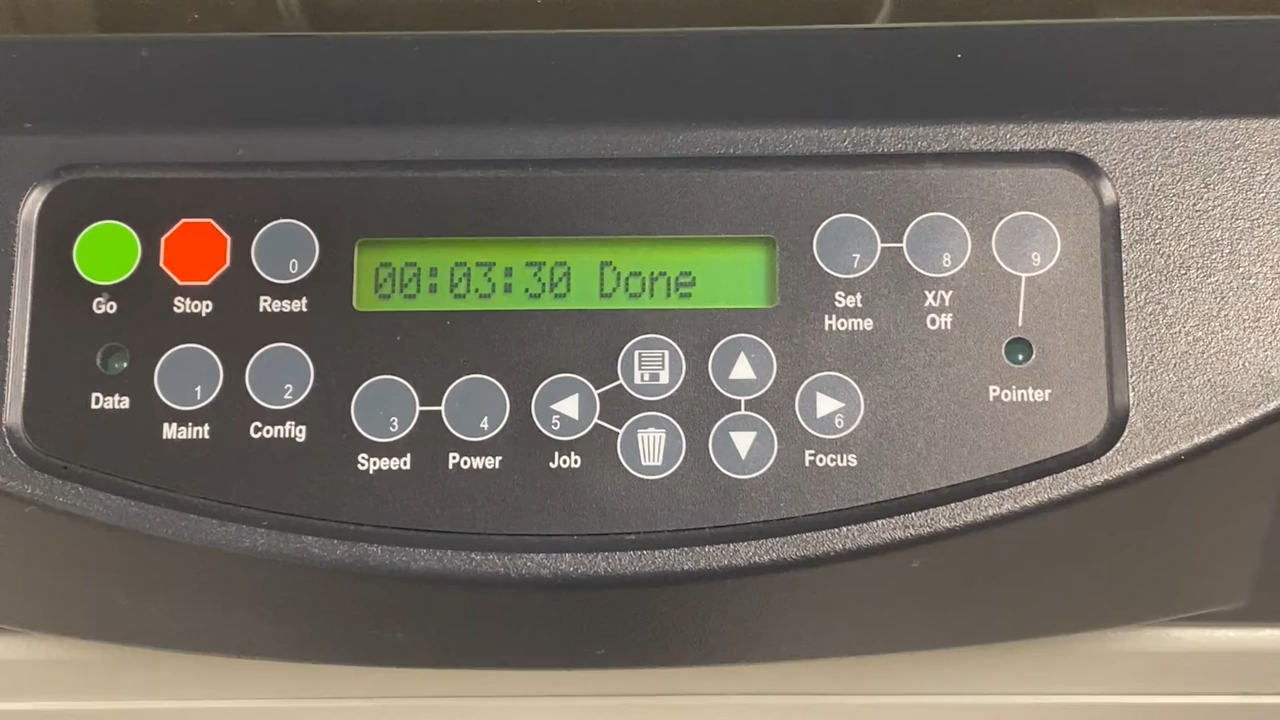 00:03:30 Done
Go
Stop
0
Reset
7
Set
Home
8
X/Y
Off
9
Pointer
Data
1
Maint
2
Config
3
Speed
4
Power
5
Job
6
Focus